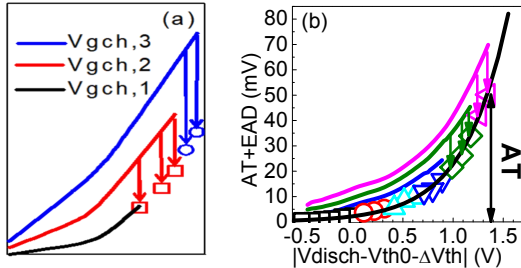 (a)
Vgch,3
Vgch,2
Vgch,1
(b)
AT+EAD (mV)
80
70
60
50
40
30
20
10
0
AT
-0.5 0.0 0.5 1.0 1.5
|Vdisch-Vth0-ΔVth| (V)